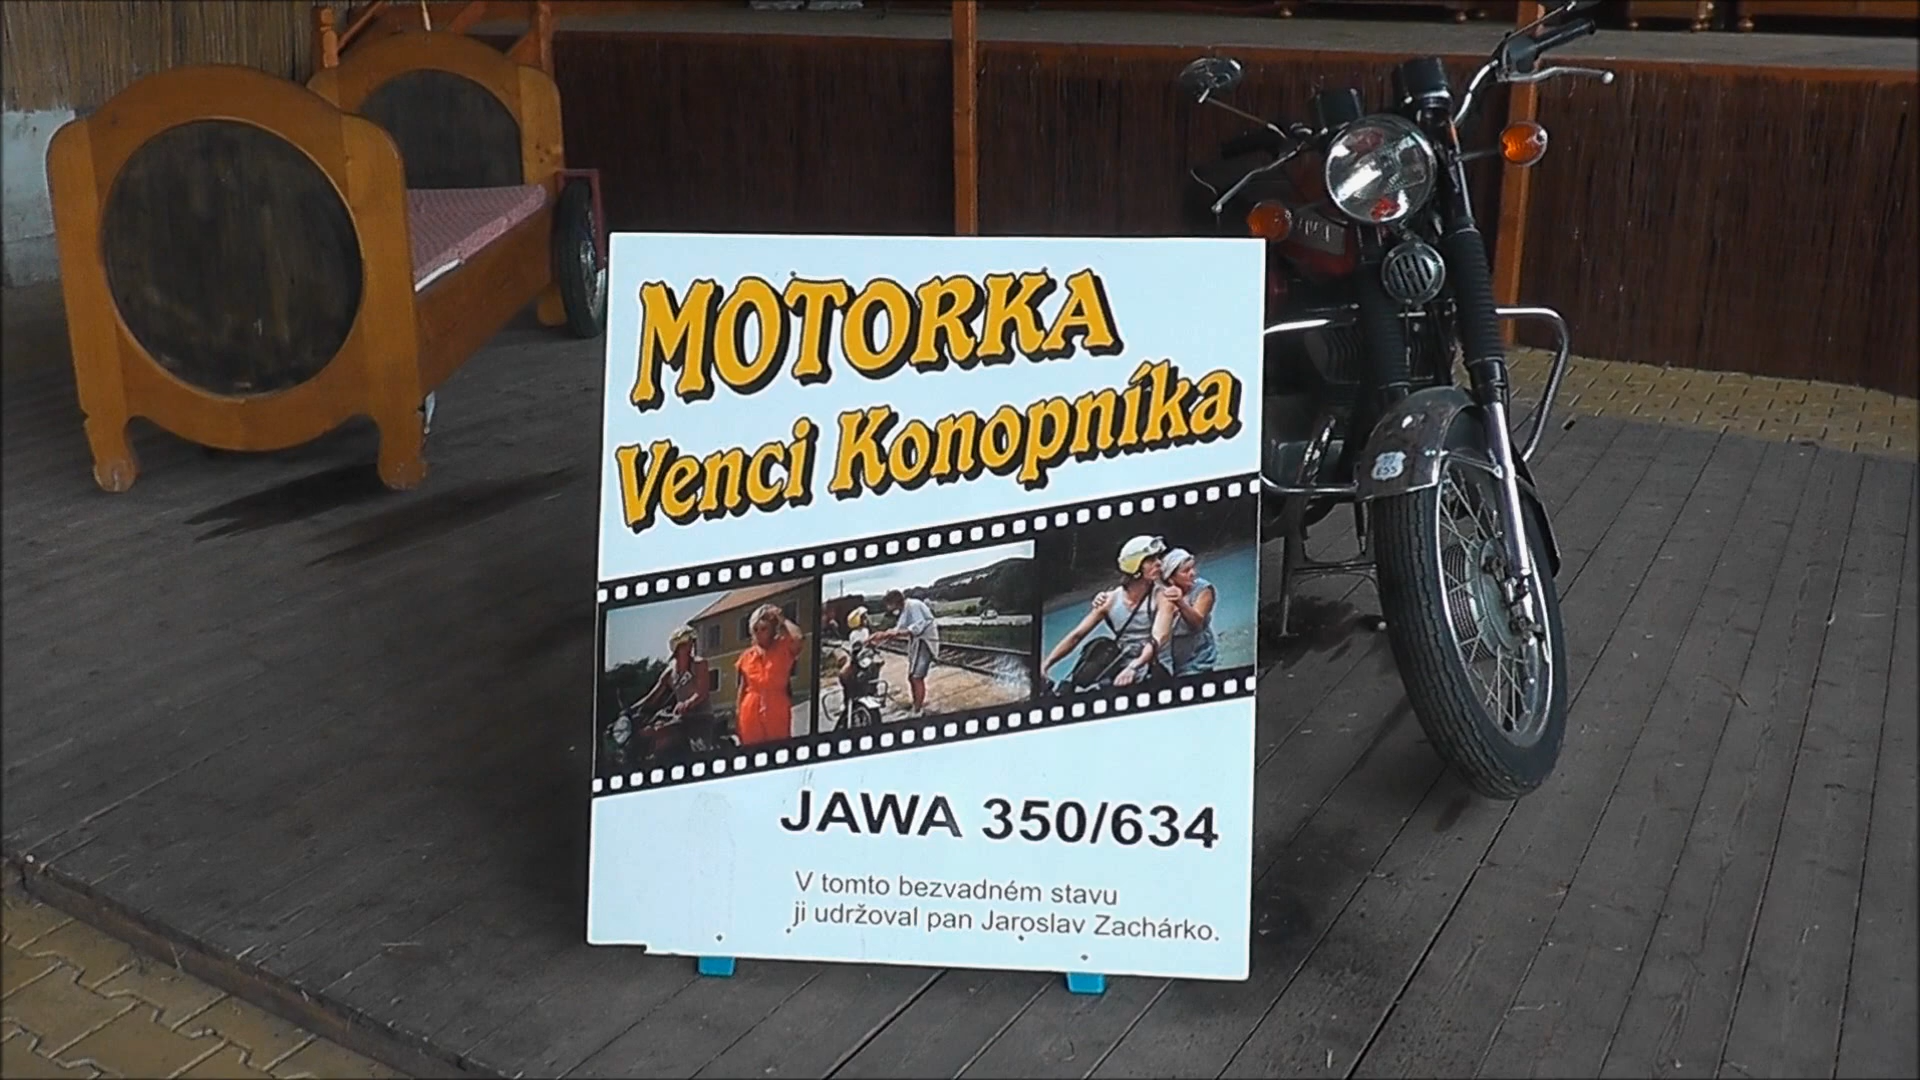 MOTORKA
Venci Konopníka
JAWA 350/634
V tomto bezvadném stavu
ji udržoval pan Jaroslav Zachárko.